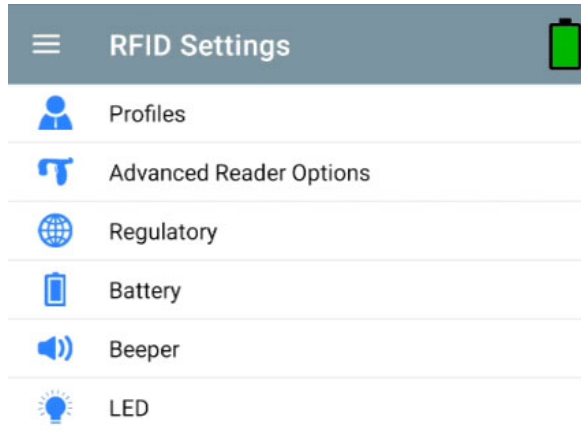 RFID Settings
Profiles
Advanced Reader Options
Regulatory
Battery
Beeper
LED